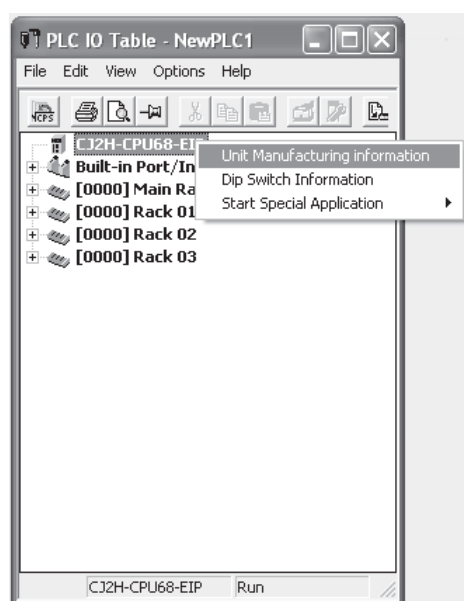 PLC IO Table - NewPLC1
File Edit View Options Help
NCPS
CJ2H-CPU68-EI
Built-in Port/In
[0000] Main Ra
[0000] Rack 01
[0000] Rack 02
[0000] Rack 03
Unit Manufacturing information
Dip Switch Information
Start Special Application
CJ2H-CPU68-EIP Run